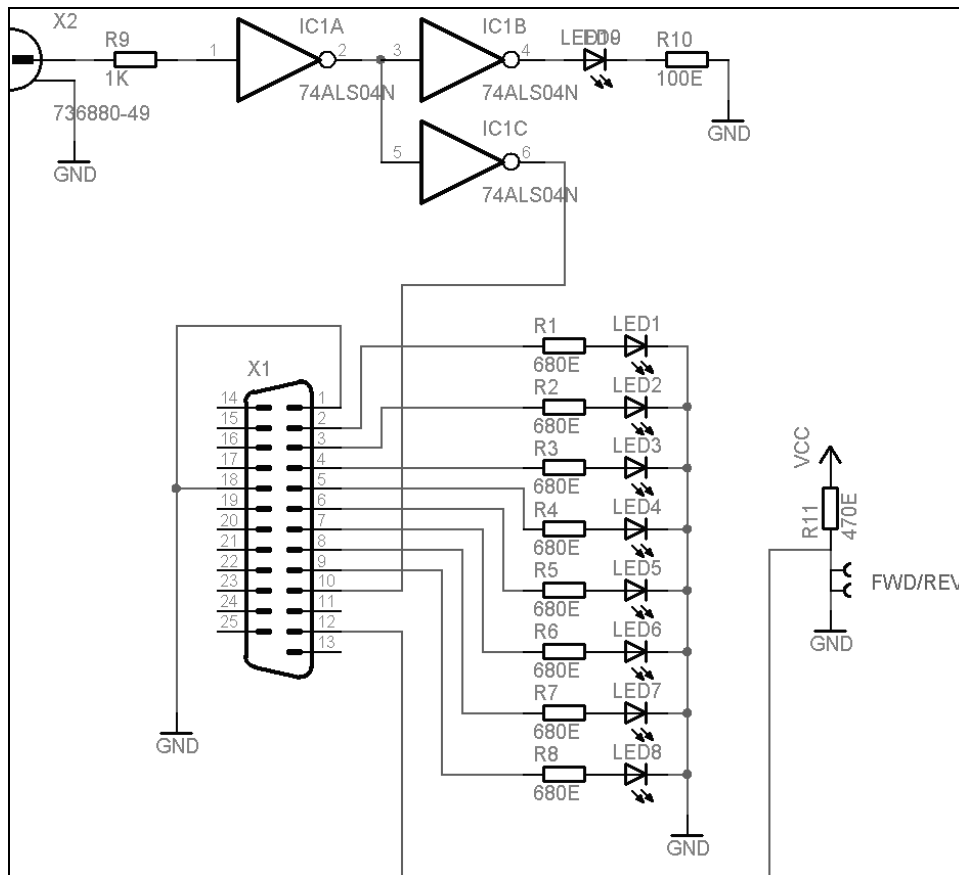 X2
R9
1K
736880-49
GND
1
IC1A
2
74ALS04N
3
IC1B
4
74ALS04N
LED9
R10
100E
GND
5
IC1C
6
74ALS04N
X1
14
15
16
17
18
19
20
21
22
23
24
25
1
2
3
4
5
6
7
8
9
10
11
12
13
GND
R1
680E
LED1
R2
680E
LED2
R3
680E
LED3
R4
680E
LED4
R5
680E
LED5
R6
680E
LED6
R7
680E
LED7
R8
680E
LED8
GND
VCC
R11
470E
FWD/REV
GND